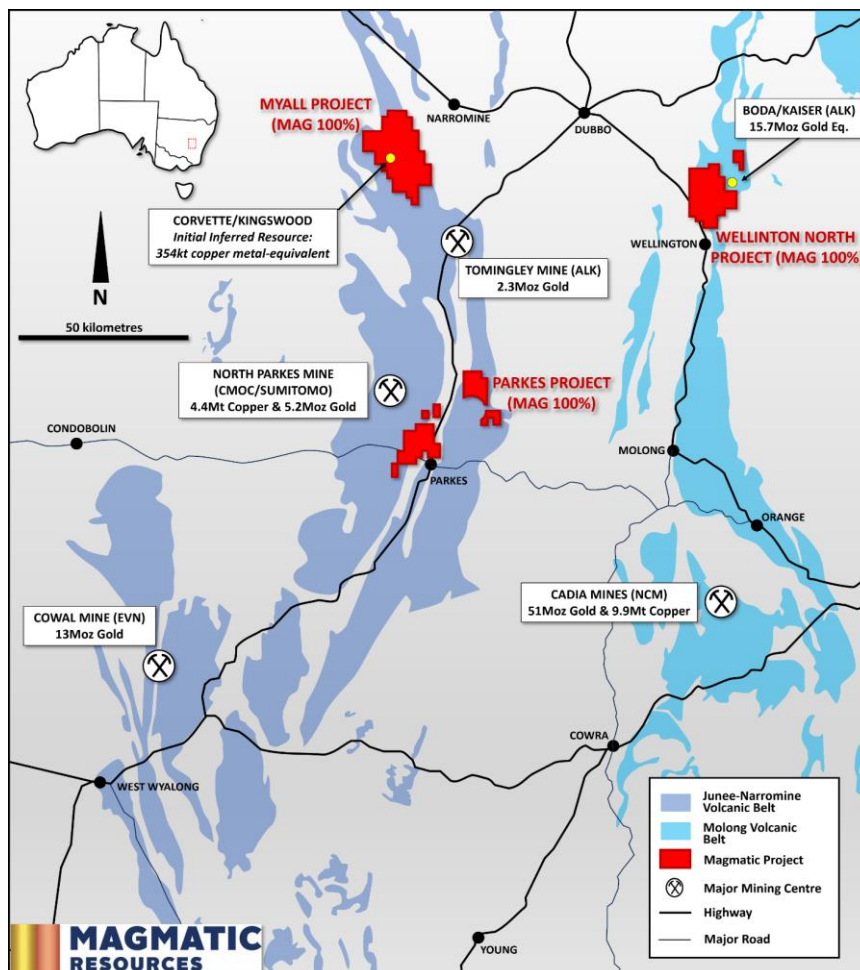 MYALL PROJECT
(MAG 100%)
NARROMINE
DUBBO
BODA/KAISER (ALK)
15.7Moz Gold Eq.
CORVETTE/KINGSWOOD
Initial Inferred Resource:
354kt copper metal-equivalent
WELLINGTON
WELLINTON NORTH
PROJECT (MAG 100%)
TOMINGLEY MINE (ALK)
2.3Moz Gold
N
50 kilometres
NORTH PARKES MINE
(CMOC/SUMITOMO)
4.4Mt Copper & 5.2Moz Gold
PARKES PROJECT
(MAG 100%)
CONDOBOLIN
PARKES
MOLONG
ORANGE
COWAL MINE (EVN)
13Moz Gold
CADIA MINES (NCM)
51Moz Gold & 9.9Mt Copper
COWRA
WEST WYALONG
YOUNG
Junee-Narromine
Volcanic Belt
Molong Volcanic
Belt
Magmatic Project
Major Mining Centre
Highway
Major Road
MAGMATIC
RESOURCES